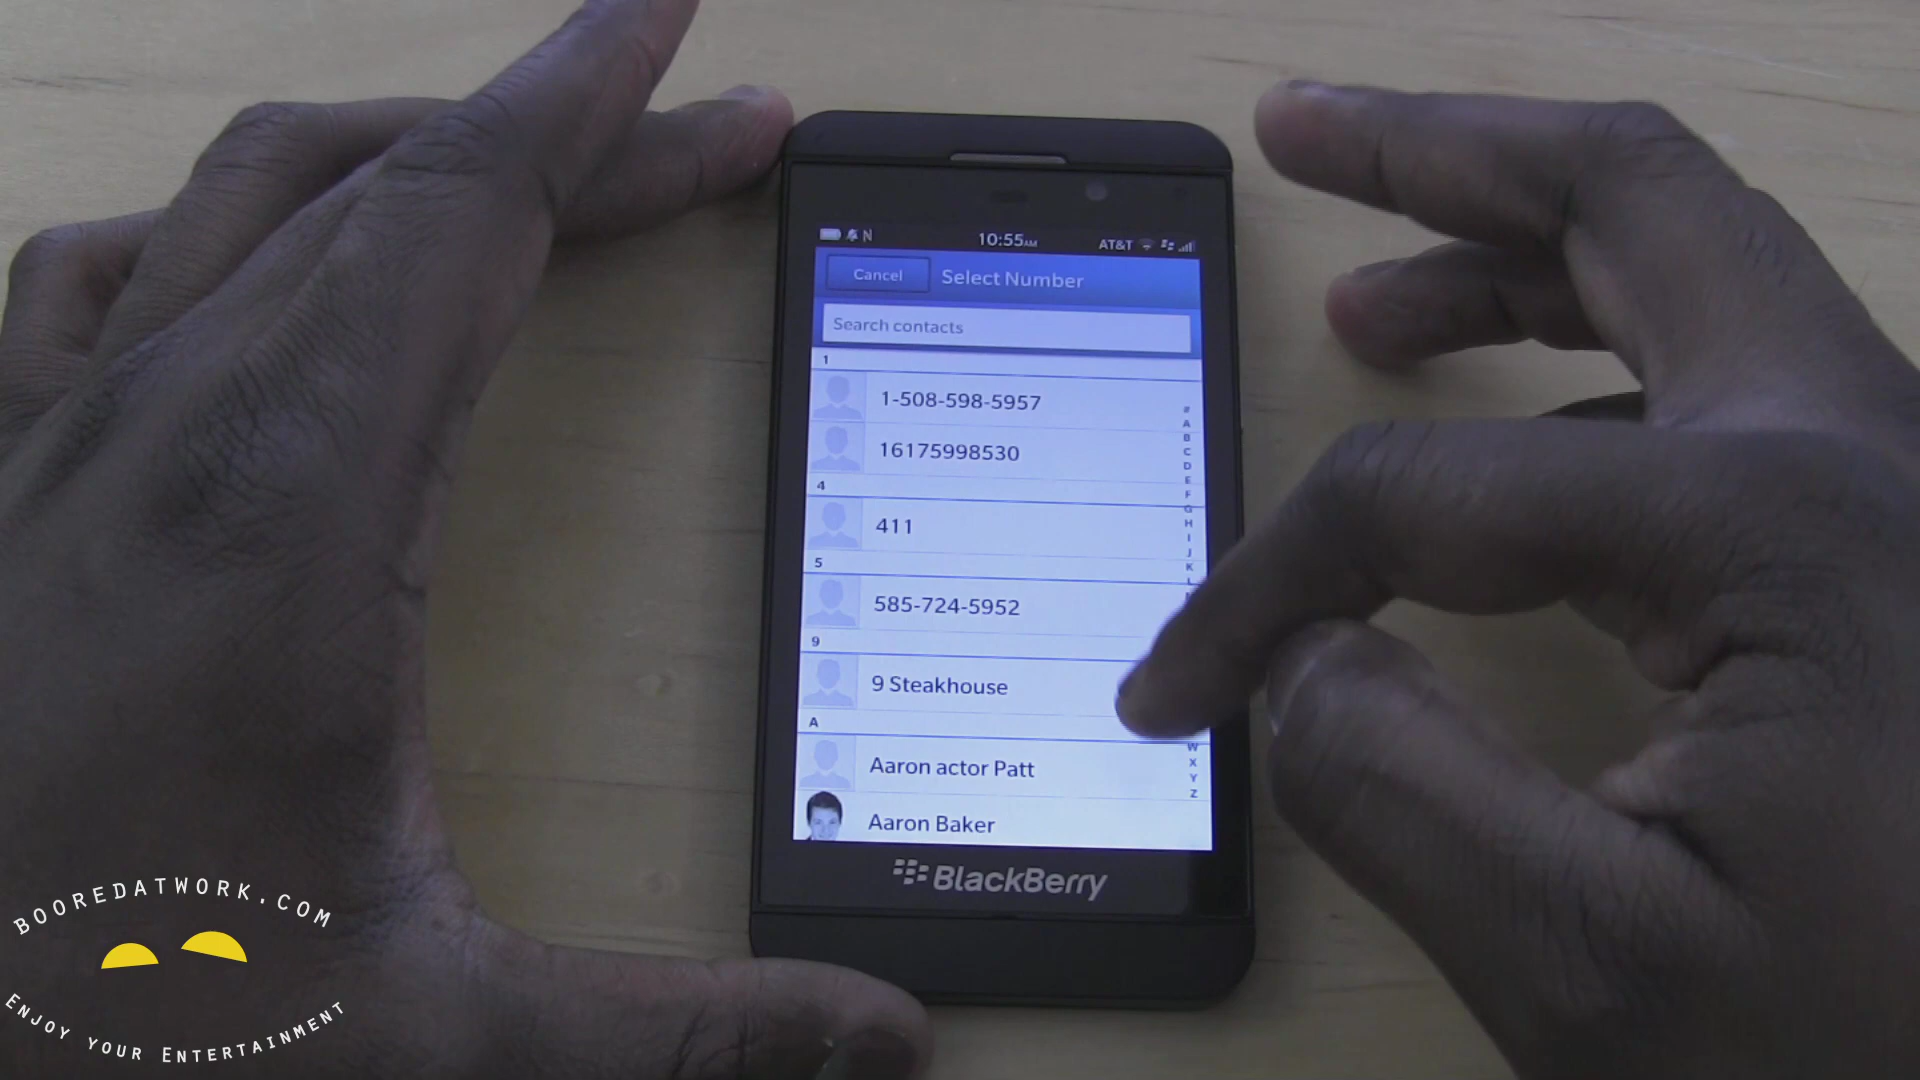 10:55AM
AT&T
Cancel
Select Number
Search contacts
1
1-508-598-5957
16175998530
4
411
5
585-724-5952
9
9 Steakhouse
A
Aaron actor Patt
Aaron Baker
#
A
B
C
D
E
F
G
H
I
J
K
L
W
X
Y
Z
BlackBerry
BOOREDATWORK.COM
ENJOY YOUR ENTERTAINMENT